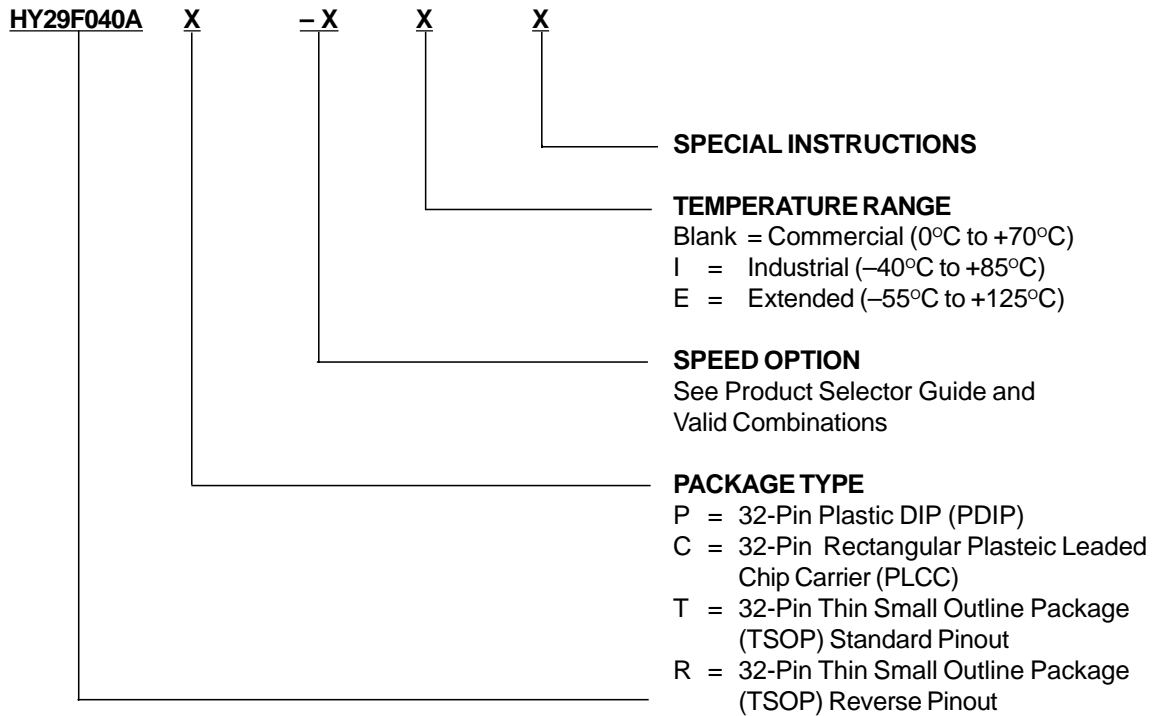 HY29F040A X – X X X
SPECIAL INSTRUCTIONS
TEMPERATURE RANGE
Blank = Commercial (0°C to +70°C)
I = Industrial (–40°C to +85°C)
E = Extended (–55°C to +125°C)
SPEED OPTION
See Product Selector Guide and
Valid Combinations
PACKAGE TYPE
P = 32-Pin Plastic DIP (PDIP)
C = 32-Pin Rectangular Plasteic Leaded
Chip Carrier (PLCC)
T = 32-Pin Thin Small Outline Package
(TSOP) Standard Pinout
R = 32-Pin Thin Small Outline Package
(TSOP) Reverse Pinout